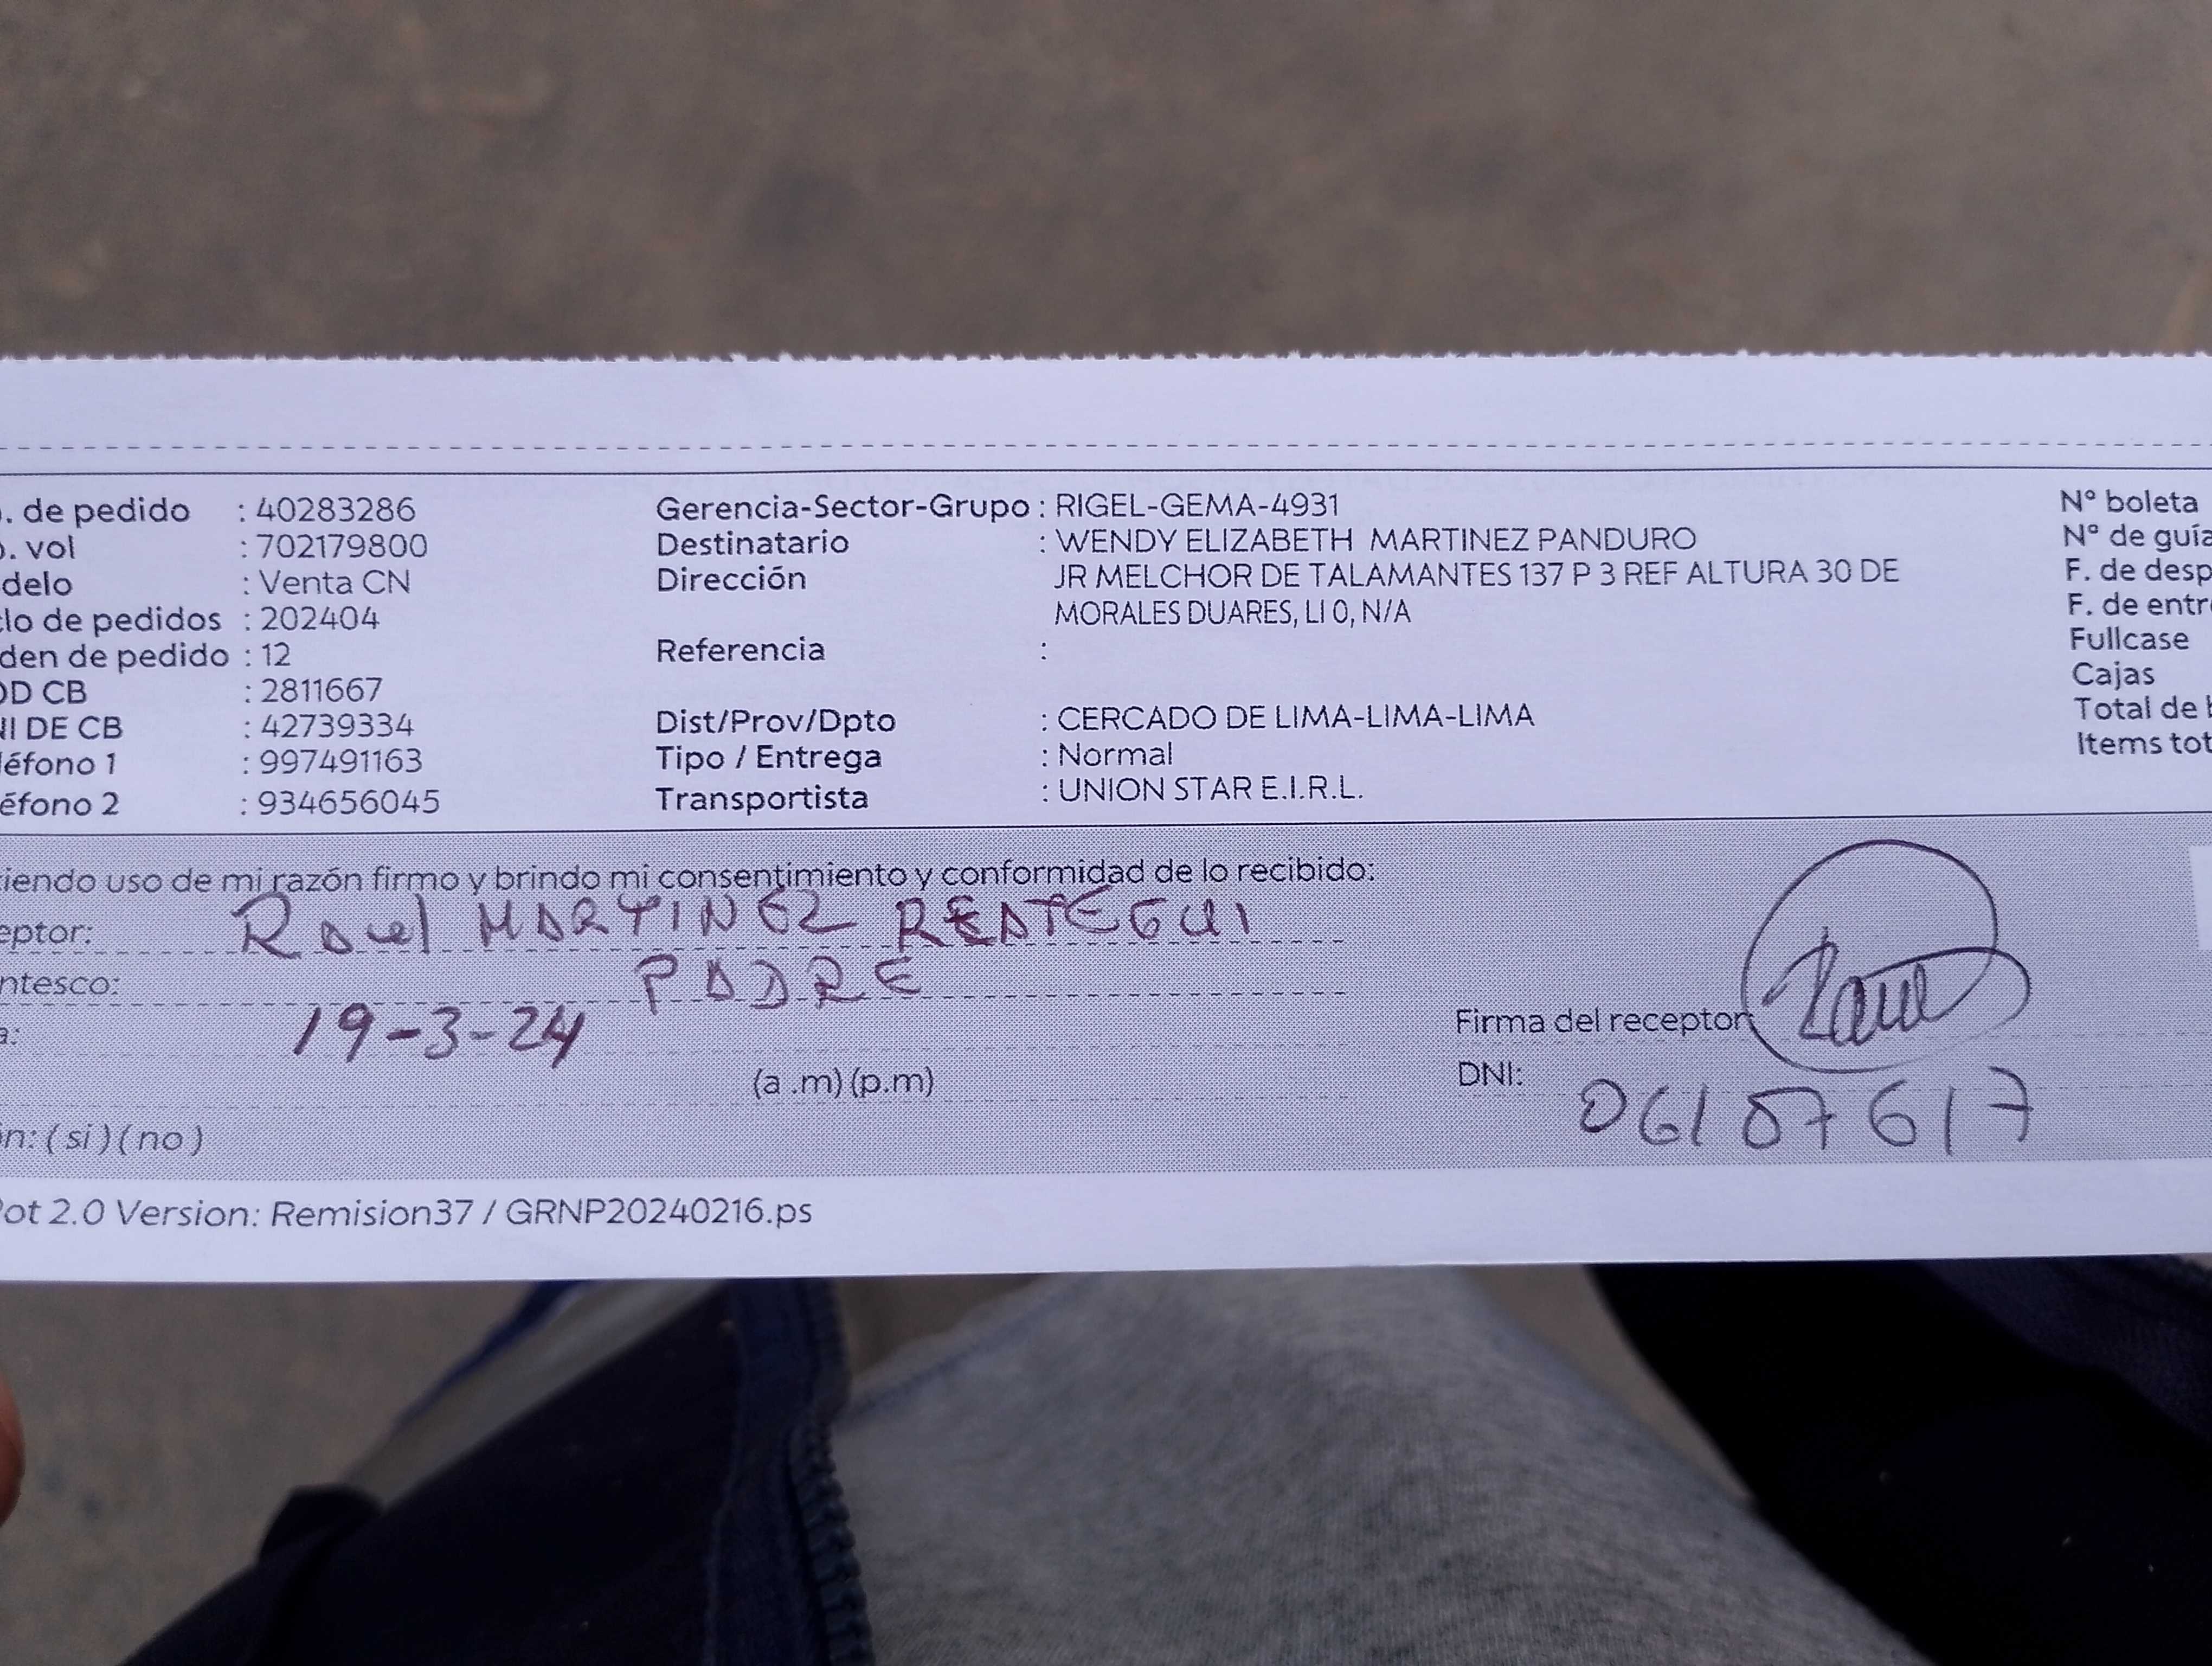 . de pedido : 40283286
. vol : 702179800
delo : Venta CN
lo de pedidos : 202404
den de pedido : 12
OD CB : 2811667
NI DE CB : 42739334
léfono 1 : 997491163
éfono 2 : 934656045
Gerencia-Sector-Grupo : RIGEL-GEMA-4931
Destinatario : WENDY ELIZABETH MARTINEZ PANDURO
Dirección JR MELCHOR DE TALAMANTES 137 P 3 REF ALTURA 30 DE
MORALES DUARES, LI 0, N/A
Referencia :
Dist/Prov/Dpto : CERCADO DE LIMA-LIMA-LIMA
Tipo / Entrega : Normal
Transportista : UNION STAR E.I.R.L.
Nº boleta
Nº de guía
F. de desp
F. de entr
Fullcase
Cajas
Total de
Items tot
iendo uso de mi razón firmo y brindo mi consentimiento y conformidad de lo recibido:
eptor: Raul MARTINEZ REATEGUI
ntesco: PADRE
a: 19-3-24
(a .m) (p.m)
n: ( si ) ( no )
Firma del receptor Raul
DNI: 06187617
ot 2.0 Version: Remision37 / GRNP20240216.ps